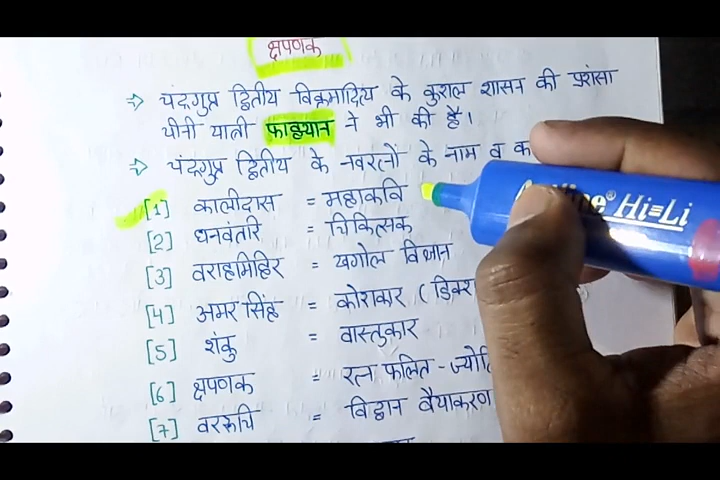 क्षपणक
⇒ चंद्रगुप्त द्वितीय विक्रमादित्य के कुशल शासन की प्रशंसा
चीनी यात्री फाह्यान ने भी की है।
⇒ चंद्रगुप्त द्वितीय के नवरत्नों के नाम व
[1] कालीदास = महाकवि
[2] धनवंतरि = चिकित्सक
[3] वराहमिहिर = खगोल विज्ञान
[4] अमर सिंह = कोशकार (
[5] शंकु = वास्तुकार
[6] क्षपणक = रत्न फलित -
[7] वररूचि = विद्वान वैयाकरण
Hi-Li